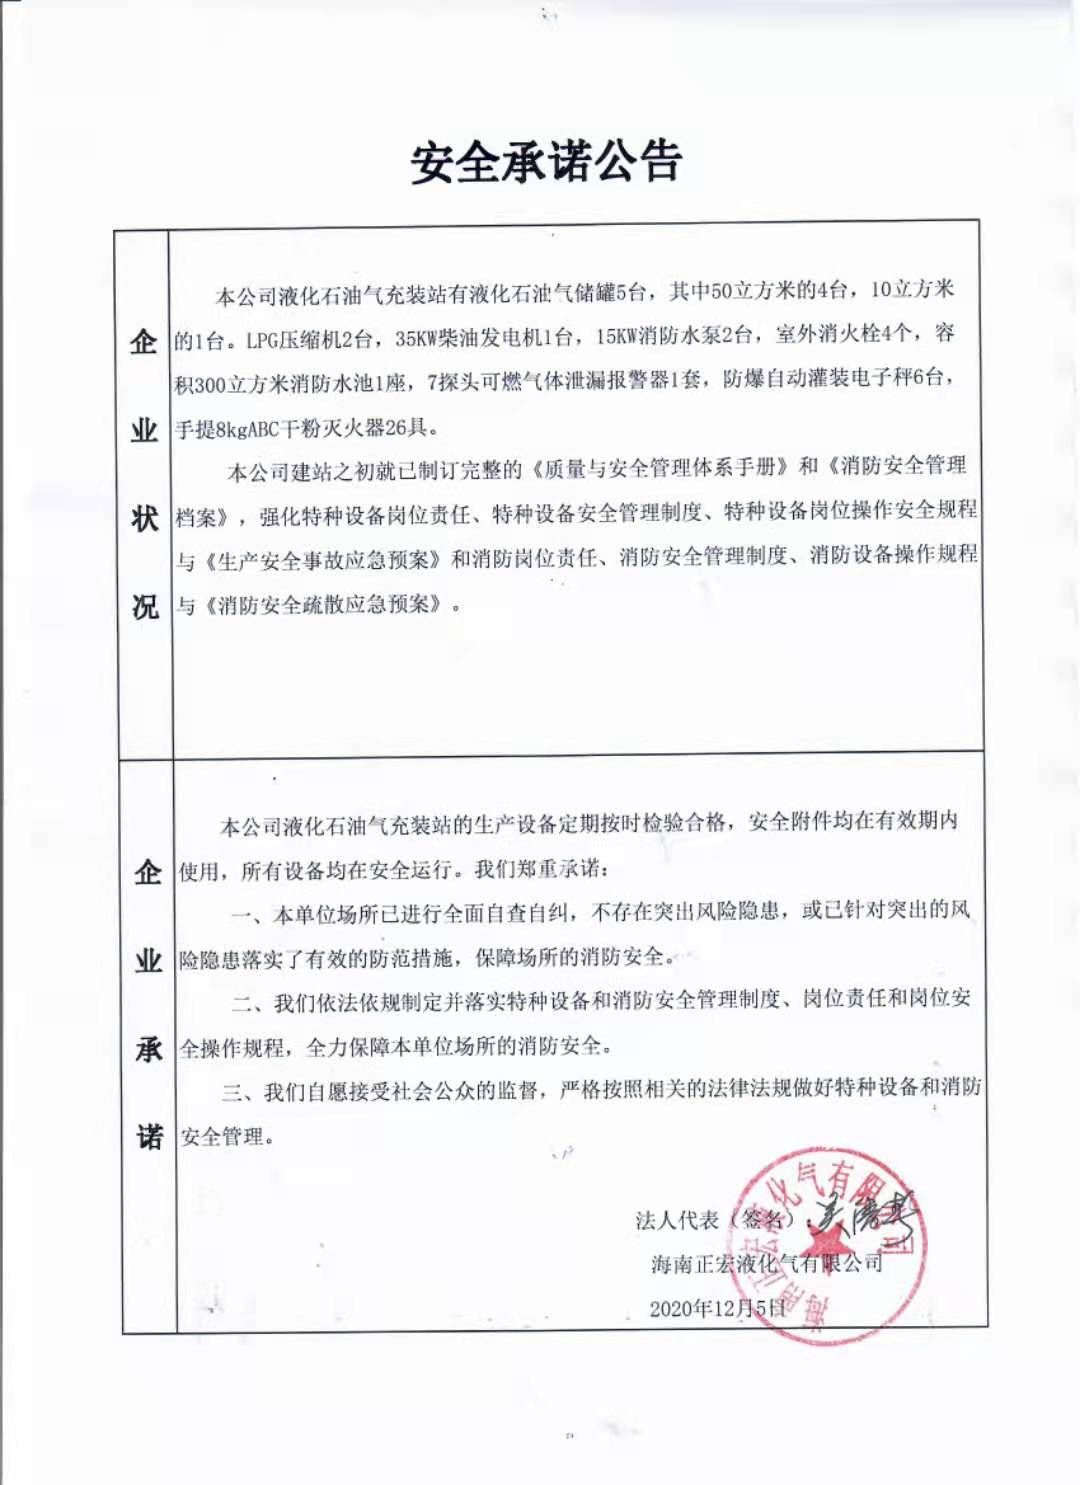 安全承诺公告
企业状况
本公司液化石油气充装站有液化石油气储罐5台，其中50立方米的4台，10立方米
的1台。LPG压缩机2台，35KW柴油发电机1台，15KW消防水泵2台，室外消火栓4个，容
积300立方米消防水池1座，7探头可燃气体泄漏报警器1套，防爆自动灌装电子秤6台，
手提8kgABC干粉灭火器26具。
本公司建站之初就已制订完整的《质量与安全管理体系手册》和《消防安全管理
档案》，强化特种设备岗位责任、特种设备安全管理制度、特种设备岗位操作安全规程
与《生产安全事故应急预案》和消防岗位责任、消防安全管理制度、消防设备操作规程
与《消防安全疏散应急预案》。
企业承诺
本公司液化石油气充装站的生产设备定期按时检验合格，安全附件均在有效期内
使用，所有设备均在安全运行。我们郑重承诺：
一、本单位场所已进行全面自查自纠，不存在突出风险隐患，或已针对突出的风
险隐患落实了有效的防范措施，保障场所的消防安全。
二、我们依法依规制定并落实特种设备和消防安全管理制度、岗位责任和岗位安
全操作规程，全力保障本单位场所的消防安全。
三、我们自愿接受社会公众的监督，严格按照相关的法律法规做好特种设备和消防
安全管理。
法人代表（签名）：
海南正宏液化气有限公司
2020年12月5日
海南正宏液化气有限公司